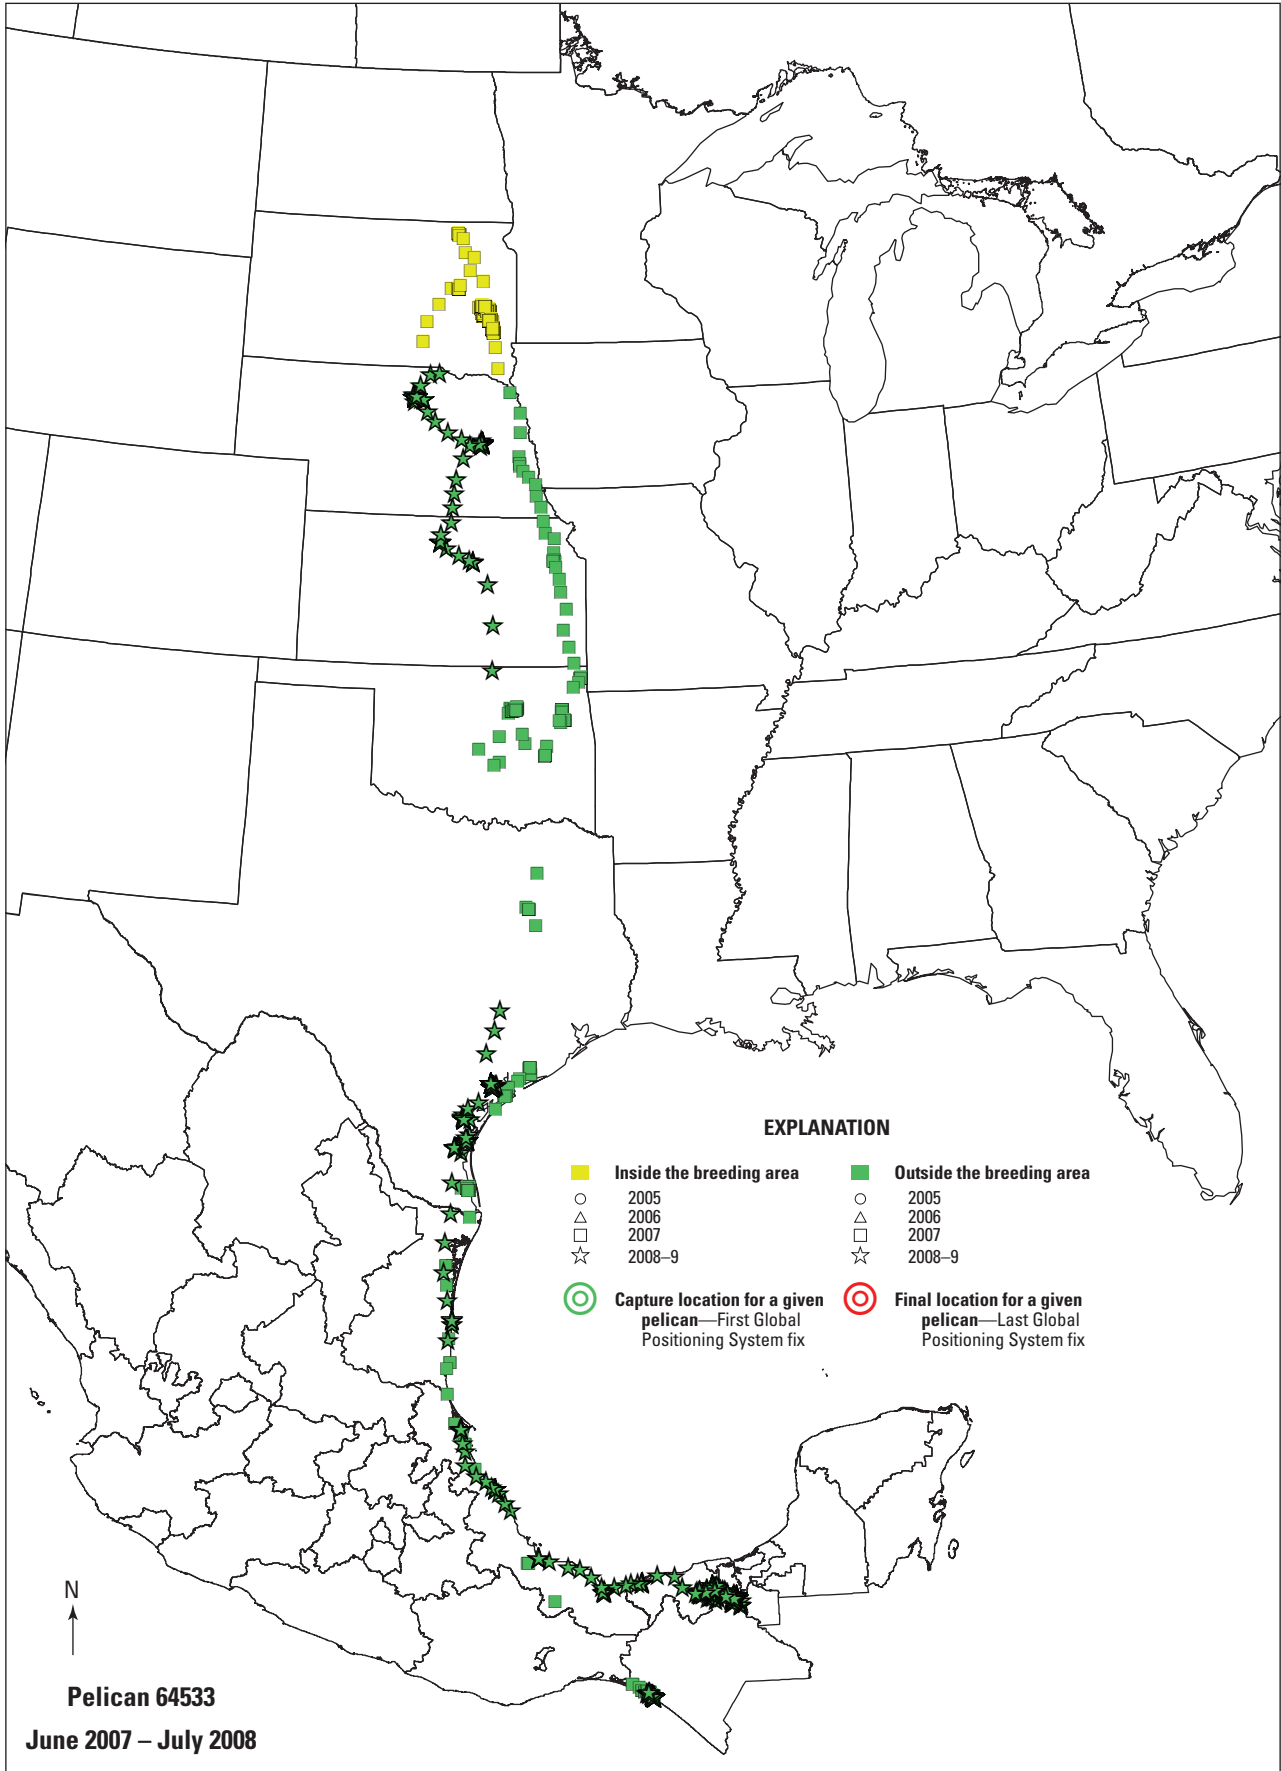 EXPLANATION
Inside the breeding area
2005
2006
2007
2008–9
Capture location for a given
pelican—First Global
Positioning System fix
Outside the breeding area
2005
2006
2007
2008–9
Final location for a given
pelican—Last Global
Positioning System fix
N
Pelican 64533
June 2007 – July 2008